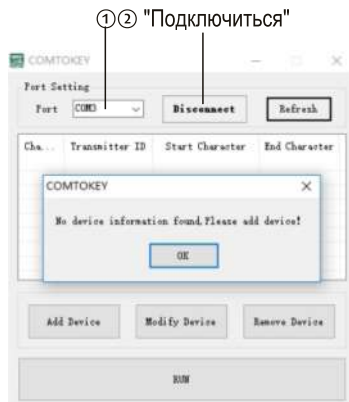 ①② "Подключиться"
COMTOKEY
Port Setting
Port COM3 Disconnect Refresh
Cha... Transmitter ID Start Character End Character
COMTOKEY
No device information found,Please add device!
OK
Add Device Modify Device Remove Device
RUN